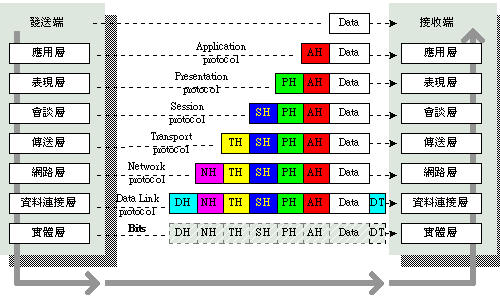 發送端 Data 接收端
應用層 Application protocol AH Data 應用層
表現層 Presentation protocol PH AH Data 表現層
會談層 Session protocol SH PH AH Data 會談層
傳送層 Transport protocol TH SH PH AH Data 傳送層
網路層 Network protocol NH TH SH PH AH Data 網路層
資料連接層 Data Link protocol DH NH TH SH PH AH Data DT 資料連接層
實體層 Bits DH NH TH SH PH AH Data DT 實體層